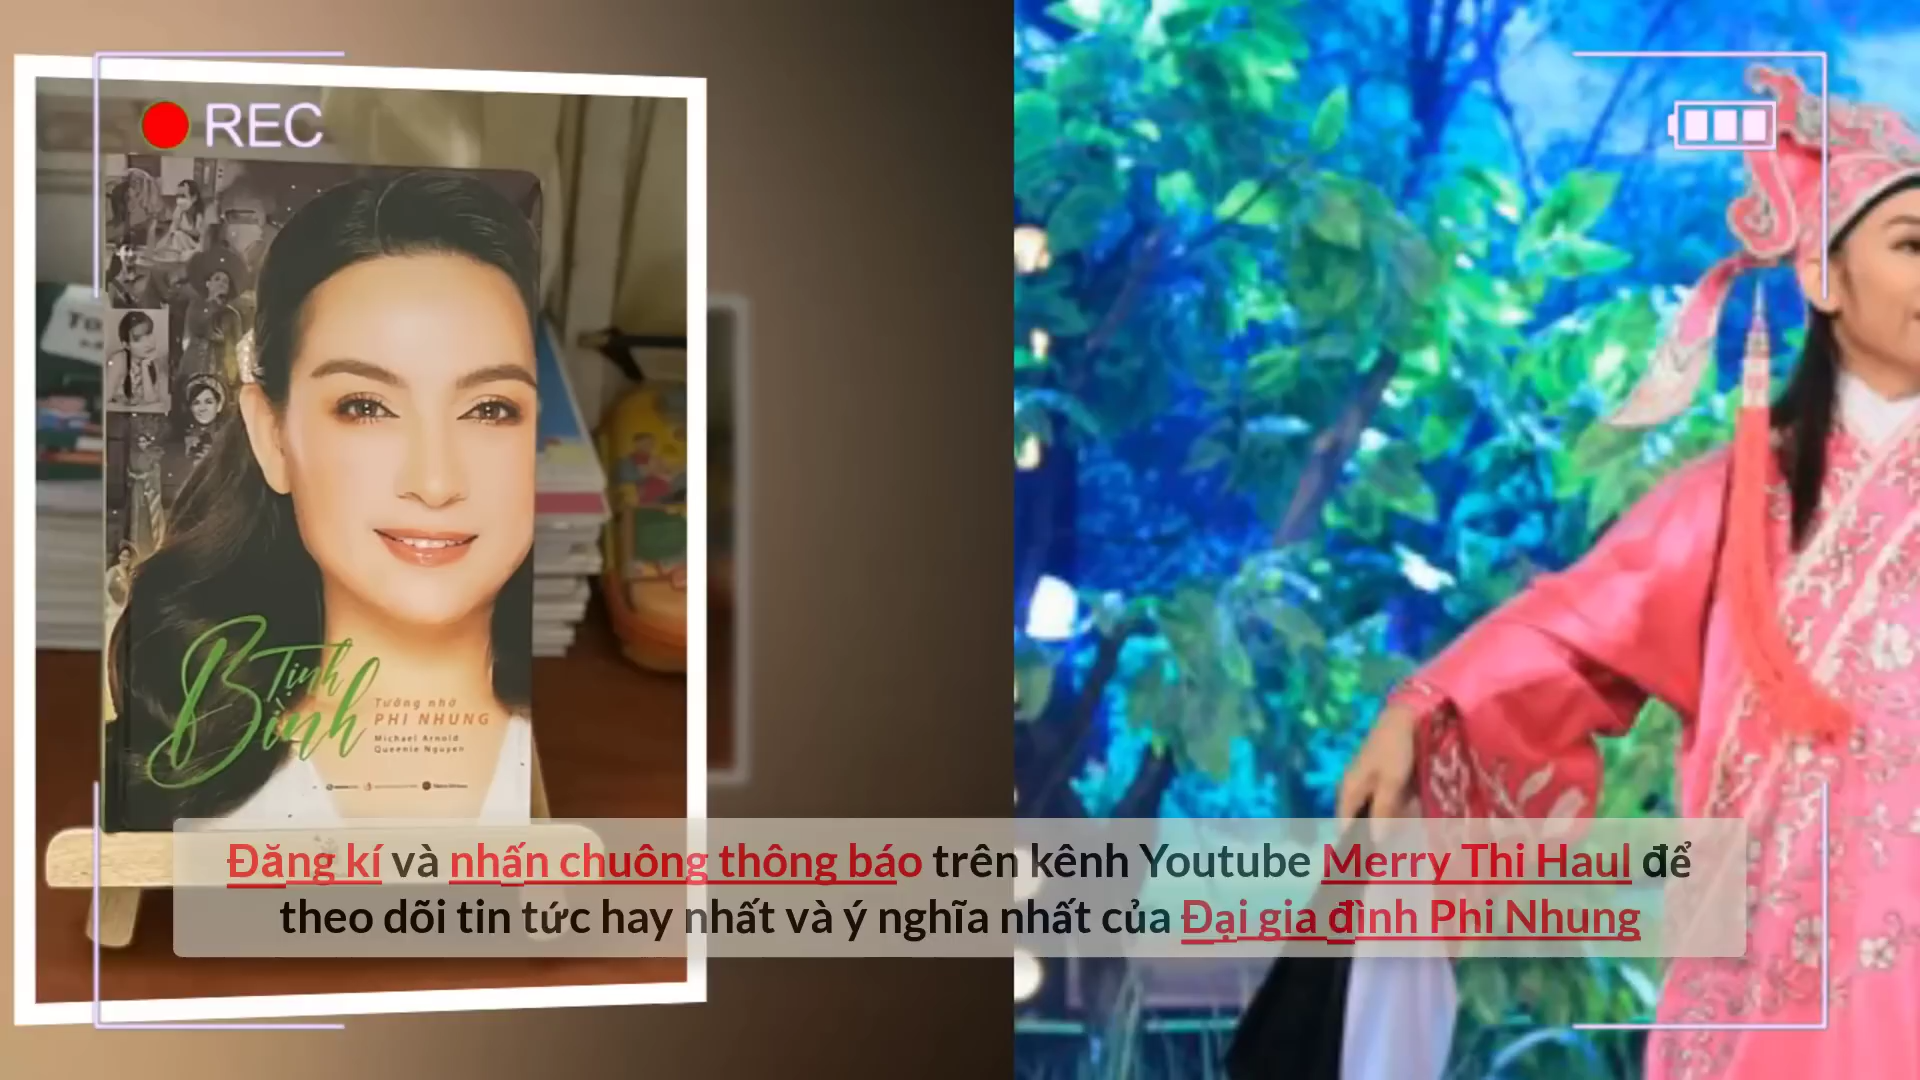 REC
Tịnh
Bình
Tưởng nhớ
PHI NHUNG
Michael Arnold
Queenie Nguyen
Đăng kí và nhấn chuông thông báo trên kênh Youtube Merry Thi Haul để
theo dõi tin tức hay nhất và ý nghĩa nhất của Đại gia đình Phi Nhung